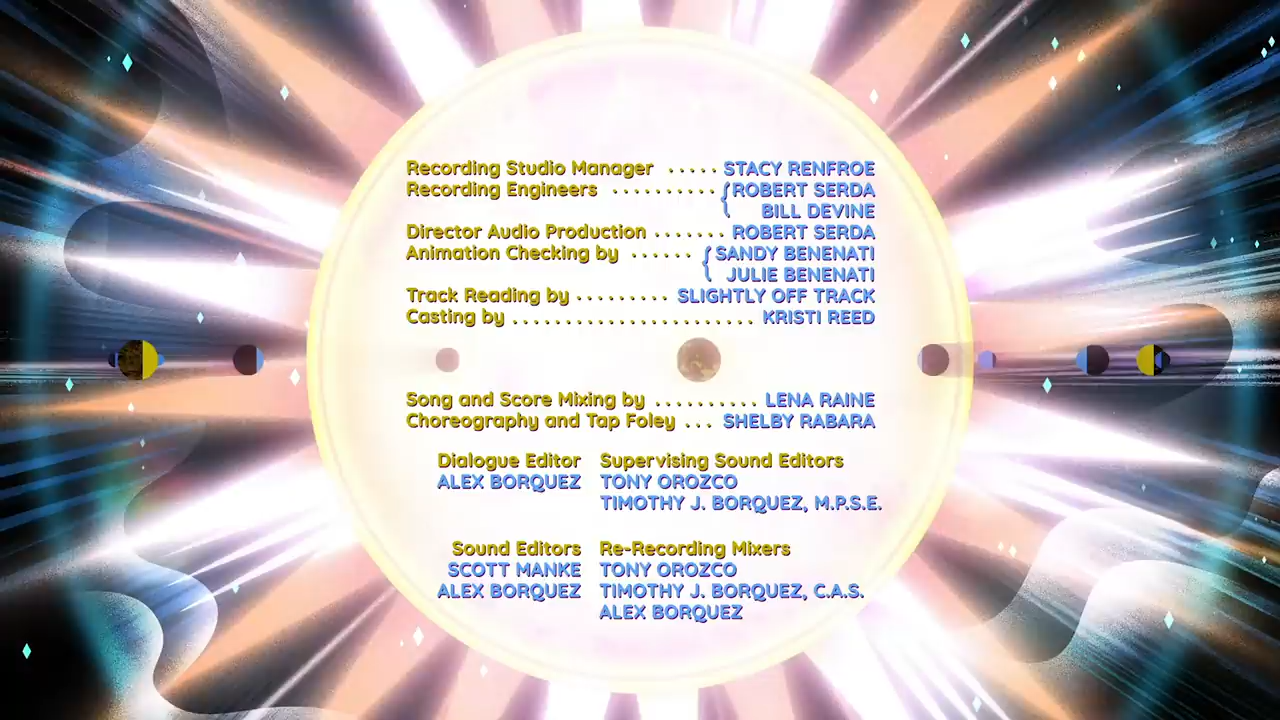 Recording Studio Manager ..... STACY RENFROE
Recording Engineers .......... { ROBERT SERDA
BILL DEVINE
Director Audio Production ....... ROBERT SERDA
Animation Checking by ...... { SANDY BENENATI
JULIE BENENATI
Track Reading by ......... SLIGHTLY OFF TRACK
Casting by ....................... KRISTI REED
Song and Score Mixing by .......... LENA RAINE
Choreography and Tap Foley ... SHELBY RABARA
Dialogue Editor
ALEX BORQUEZ
Supervising Sound Editors
TONY OROZCO
TIMOTHY J. BORQUEZ, M.P.S.E.
Sound Editors
SCOTT MANKE
ALEX BORQUEZ
Re-Recording Mixers
TONY OROZCO
TIMOTHY J. BORQUEZ, C.A.S.
ALEX BORQUEZ